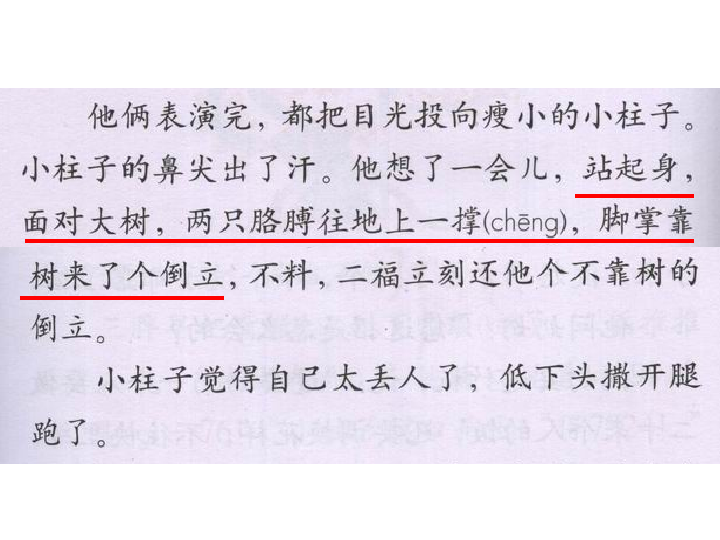 他俩表演完，都把目光投向瘦小的小柱子。
小柱子的鼻尖出了汗。他想了一会儿，站起身，
面对大树，两只胳膊往地上一撑(chēng)，脚掌靠
树来了个倒立，不料，二福立刻还他个不靠树的
倒立。
小柱子觉得自己太丢人了，低下头撒开腿
跑了。